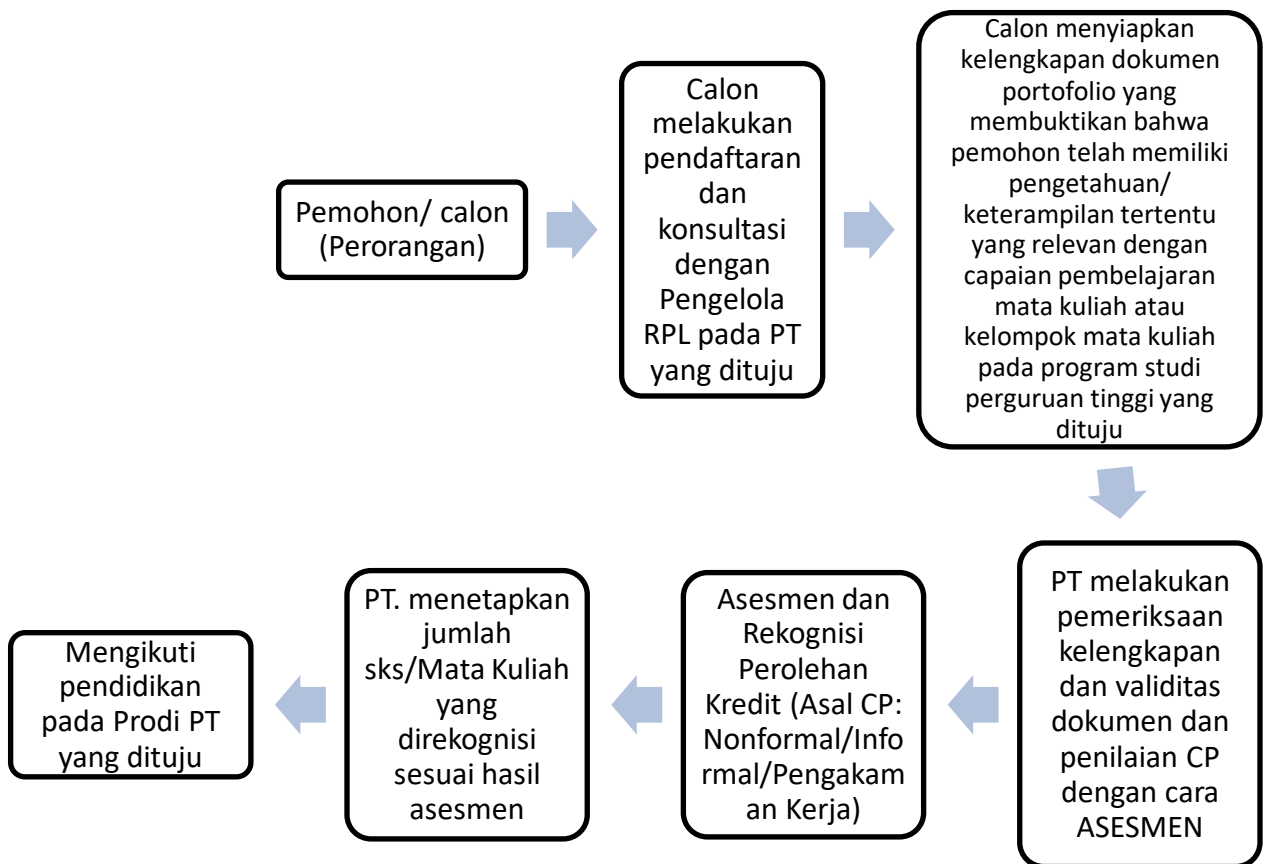 Pemohon/ calon
(Perorangan)
Calon
melakukan
pendaftaran
dan
konsultasi
dengan
Pengelola
RPL pada PT
yang dituju
Calon menyiapkan
kelengkapan dokumen
portofolio yang
membuktikan bahwa
pemohon telah memiliki
pengetahuan/
keterampilan tertentu
yang relevan dengan
capaian pembelajaran
mata kuliah atau
kelompok mata kuliah
pada program studi
perguruan tinggi yang
dituju
PT melakukan
pemeriksaan
kelengkapan
dan validitas
dokumen dan
penilaian CP
dengan cara
ASESMEN
Asesmen dan
Rekognisi
Perolehan
Kredit (Asal CP:
Nonformal/Info
rmal/Pengakam
an Kerja)
PT. menetapkan
jumlah
sks/Mata Kuliah
yang
direkognisi
sesuai hasil
asesmen
Mengikuti
pendidikan
pada Prodi PT
yang dituju